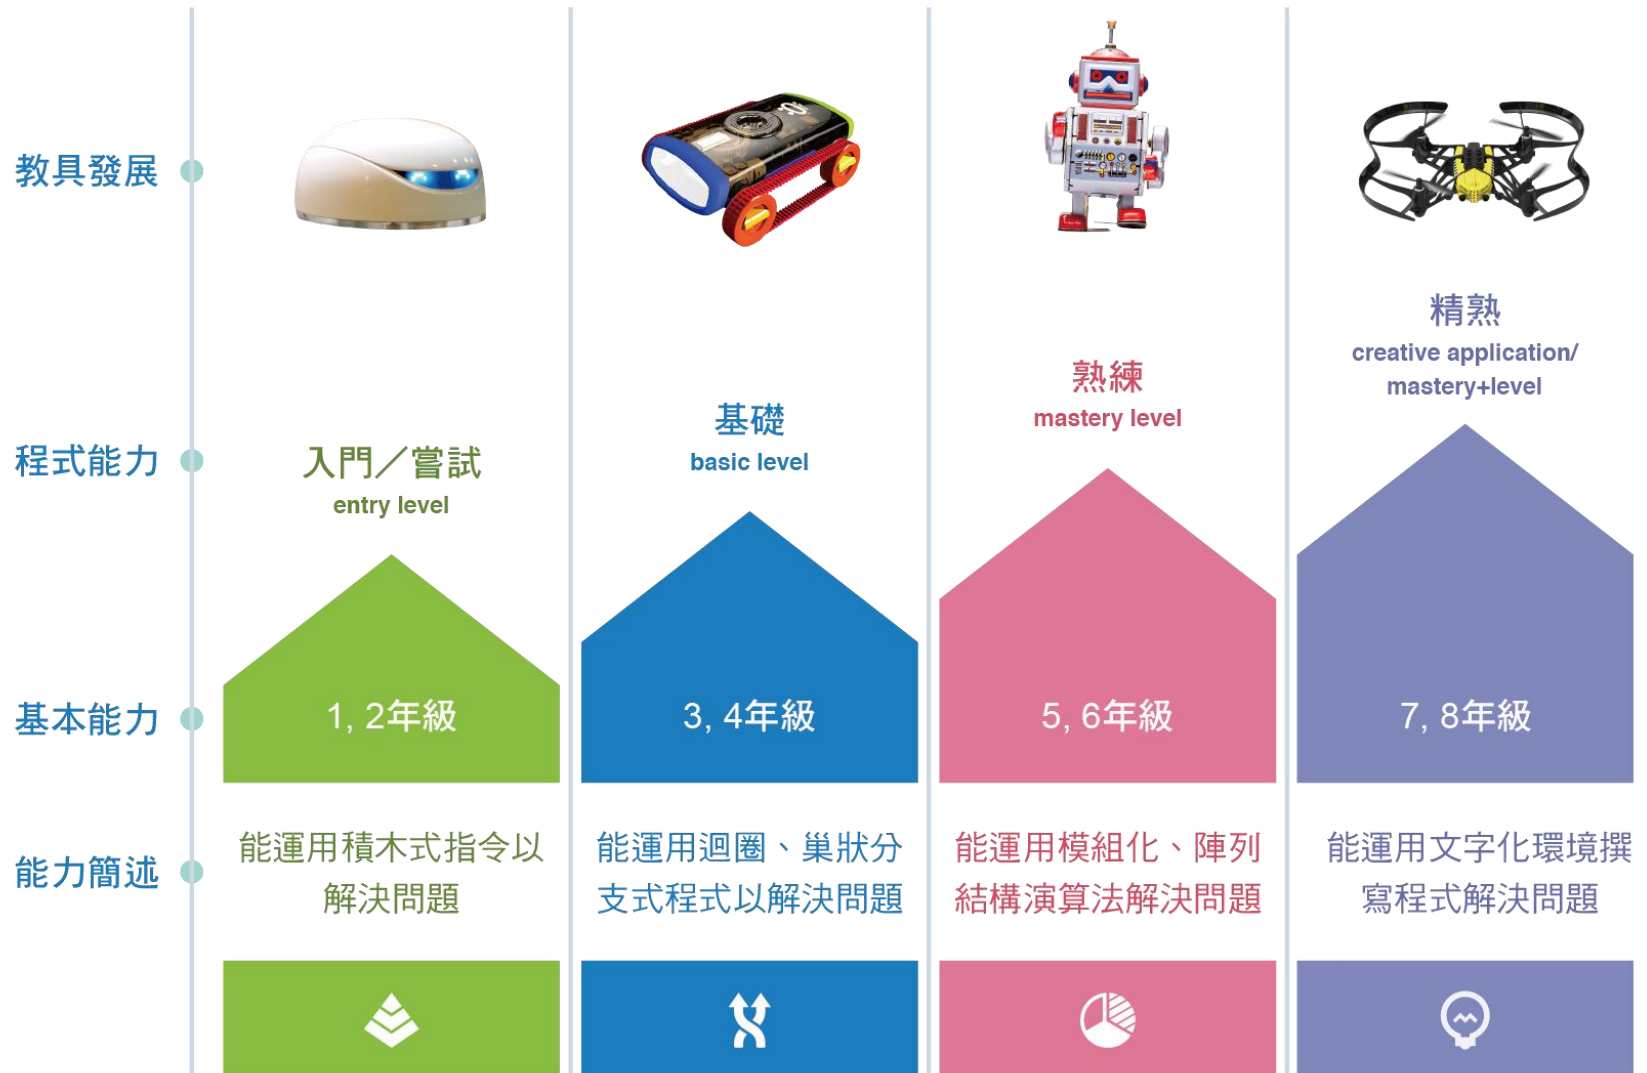 教具發展
精熟
creative application/
mastery+level
熟練
mastery level
基礎
basic level
程式能力
入門／嘗試
entry level
基本能力
1, 2年級
3, 4年級
5, 6年級
7, 8年級
能力簡述
能運用積木式指令以
解決問題
能運用迴圈、巢狀分
支式程式以解決問題
能運用模組化、陣列
結構演算法解決問題
能運用文字化環境撰
寫程式解決問題